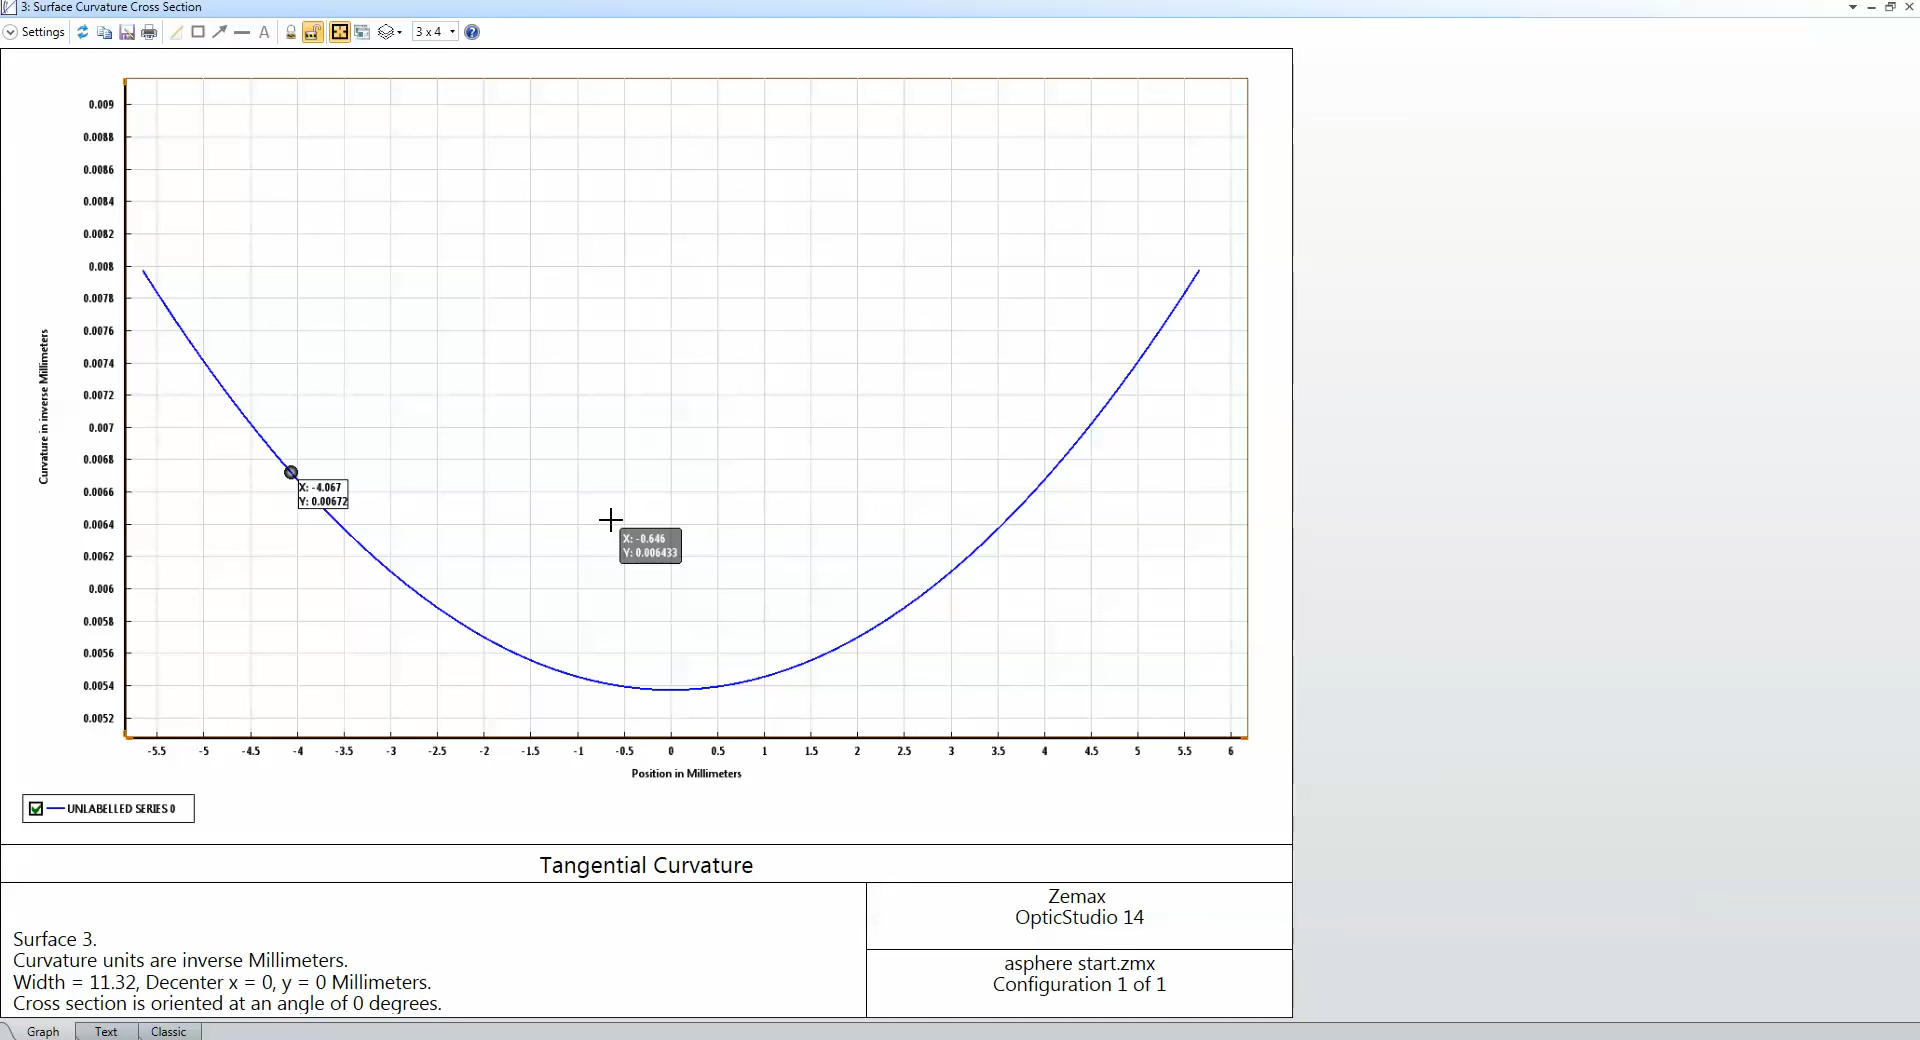 3: Surface Curvature Cross Section
Settings
A
3 x 4
0.009
0.0088
0.0086
0.0084
0.0082
0.008
0.0078
0.0076
0.0074
0.0072
0.007
0.0068
0.0066
0.0064
0.0062
0.006
0.0058
0.0056
0.0054
0.0052
Curvature in inverse Millimeters
X: -4.067
Y: 0.00672
X: -0.646
Y: 0.006433
-5.5 -5 -4.5 -4 -3.5 -3 -2.5 -2 -1.5 -1 -0.5 0 0.5 1 1.5 2 2.5 3 3.5 4 4.5 5 5.5 6
Position in Millimeters
UNLABELLED SERIES 0
Tangential Curvature
Surface 3.
Curvature units are inverse Millimeters.
Width = 11.32, Decenter x = 0, y = 0 Millimeters.
Cross section is oriented at an angle of 0 degrees.
Zemax
OpticStudio 14
asphere start.zmx
Configuration 1 of 1
Graph Text Classic